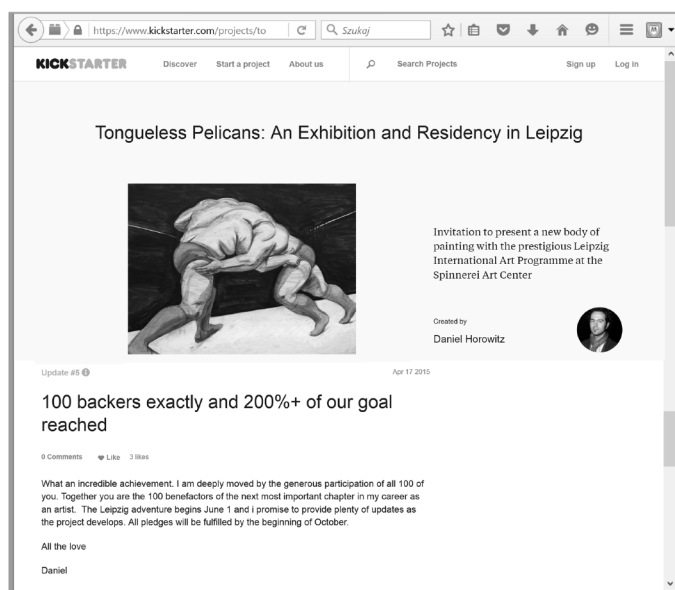 https://www.kickstarter.com/projects/to
Szukaj
KICKSTARTER
Discover Start a project About us Search Projects Sign up Log in
Tongueless Pelicans: An Exhibition and Residency in Leipzig
Invitation to present a new body of
painting with the prestigious Leipzig
International Art Programme at the
Spinnerei Art Center
Created by
Daniel Horowitz
Update #5
Apr 17 2015
100 backers exactly and 200%+ of our goal
reached
0 Comments Like 3 likes
What an incredible achievement. I am deeply moved by the generous participation of all 100 of
you. Together you are the 100 benefactors of the next most important chapter in my career as
an artist. The Leipzig adventure begins June 1 and i promise to provide plenty of updates as
the project develops. All pledges will be fulfilled by the beginning of October.
All the love
Daniel